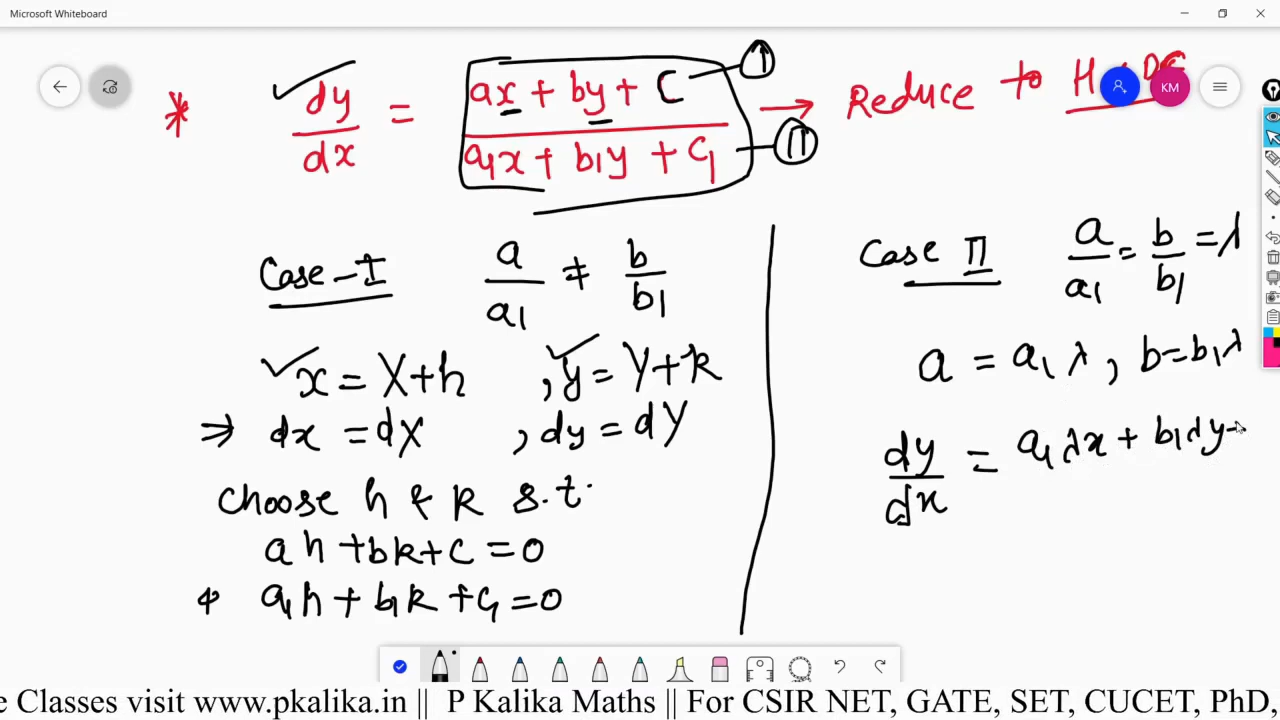 Microsoft Whiteboard
* dy/dx = (ax + by + C)/(a₁x + b₁y + C₁) → Reduce to H
I
II
KM
Case - I a/a₁ ≠ b/b₁
x = X+h , y = Y+k
⇒ dx = dX , dy = dY
Choose h & k s.t.
ah + bk + c = 0
& a₁h + b₁k + c₁ = 0
Case II a/a₁ = b/b₁ = λ
a = a₁λ , b = b₁λ
dy/dx = a₁λx + b₁λy+
e Classes visit www.pkalika.in || P Kalika Maths || For CSIR NET, GATE, SET, CUCET, PhD,